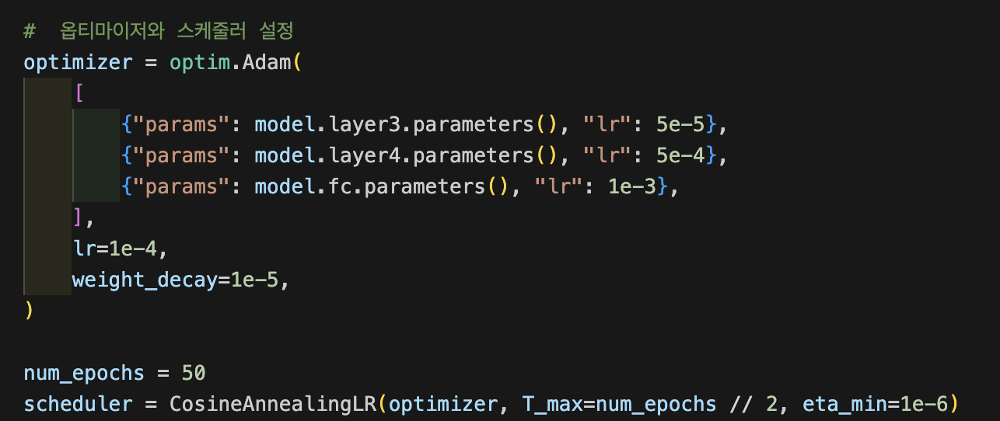 #  옵티마이저와 스케줄러 설정
optimizer = optim.Adam(
    [
        {"params": model.layer3.parameters(), "lr": 5e-5},
        {"params": model.layer4.parameters(), "lr": 5e-4},
        {"params": model.fc.parameters(), "lr": 1e-3},
    ],
    lr=1e-4,
    weight_decay=1e-5,
)

num_epochs = 50
scheduler = CosineAnnealingLR(optimizer, T_max=num_epochs // 2, eta_min=1e-6)